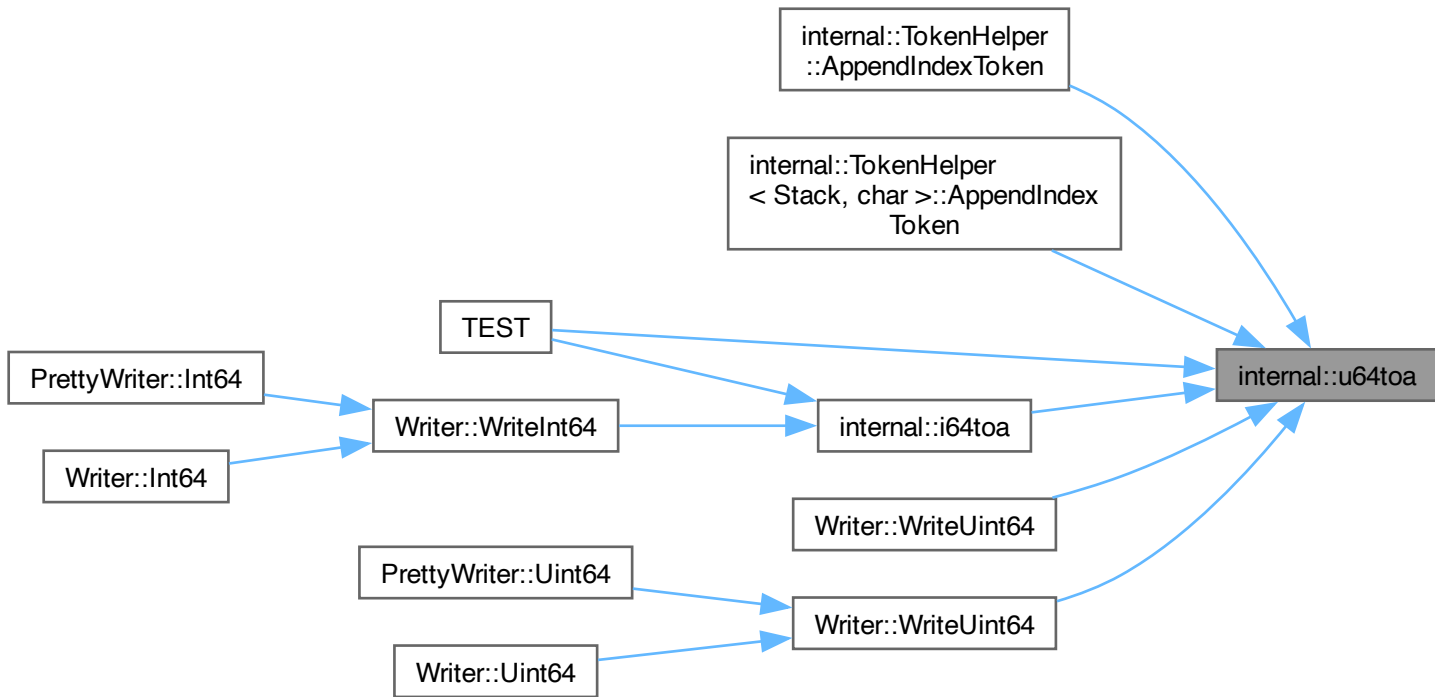 internal::TokenHelper
::AppendIndexToken
internal::TokenHelper
< Stack, char >::AppendIndex
Token
TEST
PrettyWriter::Int64
Writer::WriteInt64
internal::i64toa
internal::u64toa
Writer::Int64
Writer::WriteUint64
PrettyWriter::Uint64
Writer::WriteUint64
Writer::Uint64